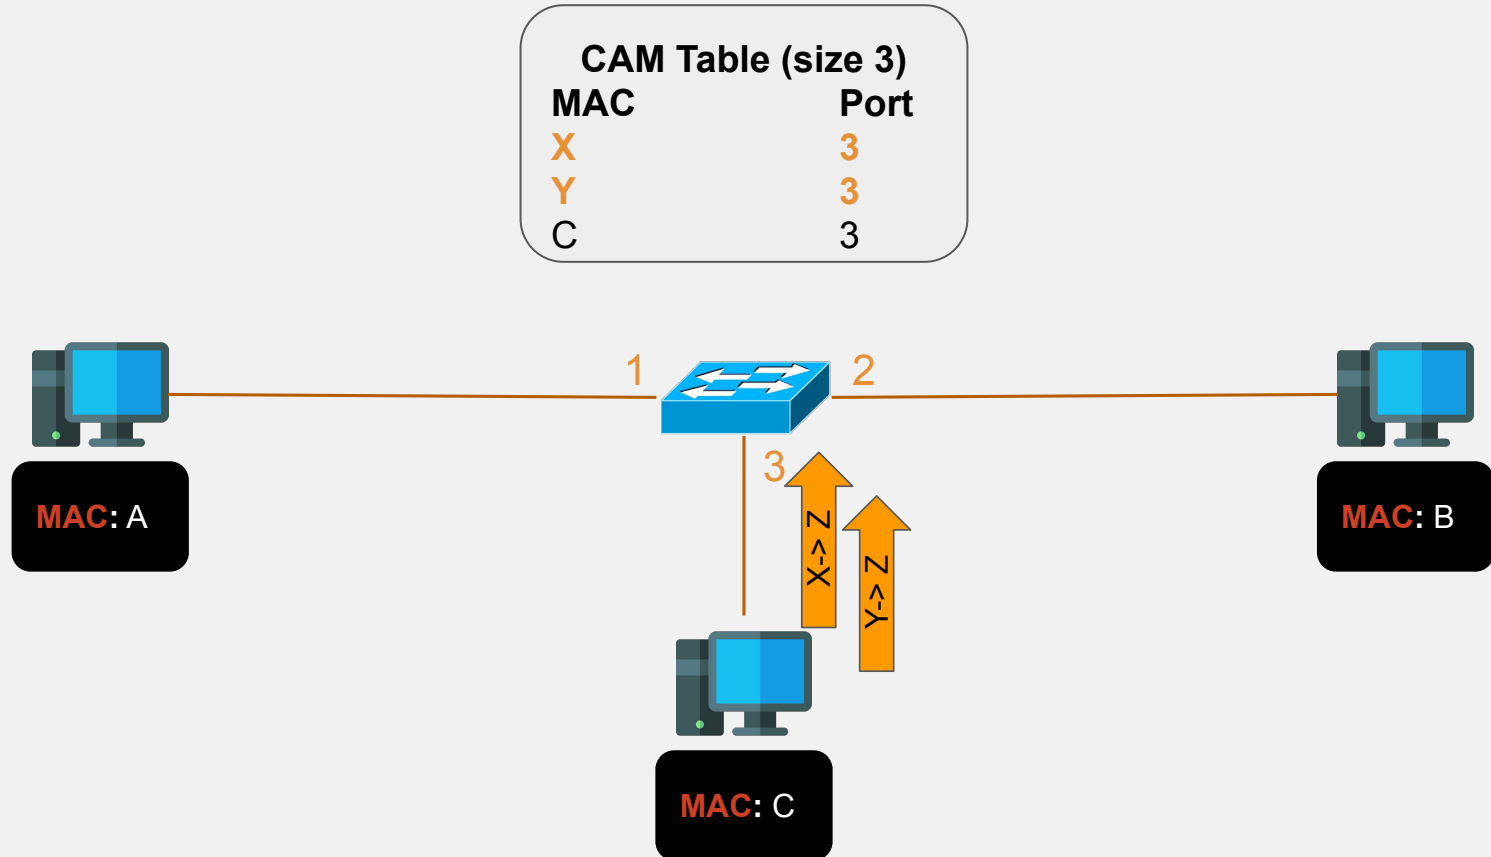 CAM Table (size 3)
MAC Port
X 3
Y 3
C 3
1
2
3
X-> Z
Y-> Z
MAC: A
MAC: B
MAC: C